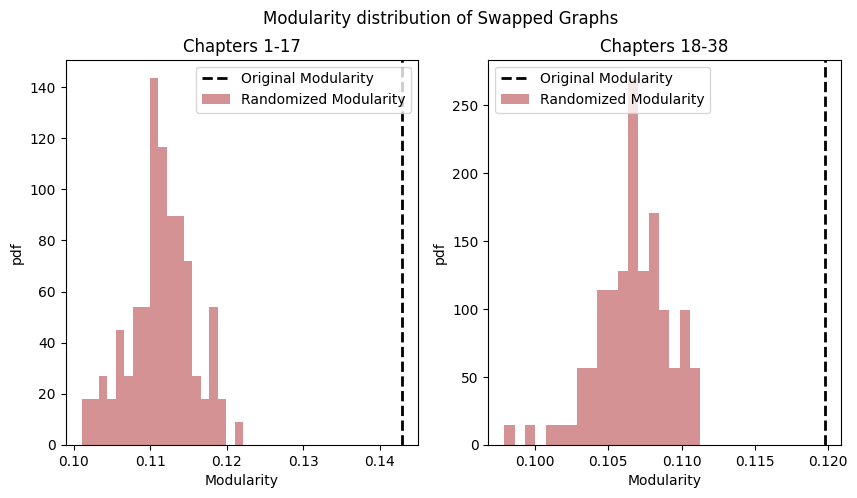 Modularity distribution of Swapped Graphs
Chapters 1-17
Original Modularity
Randomized Modularity
pdf
140
120
100
80
60
40
20
0
0.10
0.11
0.12
0.13
0.14
Modularity
Chapters 18-38
Original Modularity
Randomized Modularity
pdf
250
200
150
100
50
0
0.100
0.105
0.110
0.115
0.120
Modularity